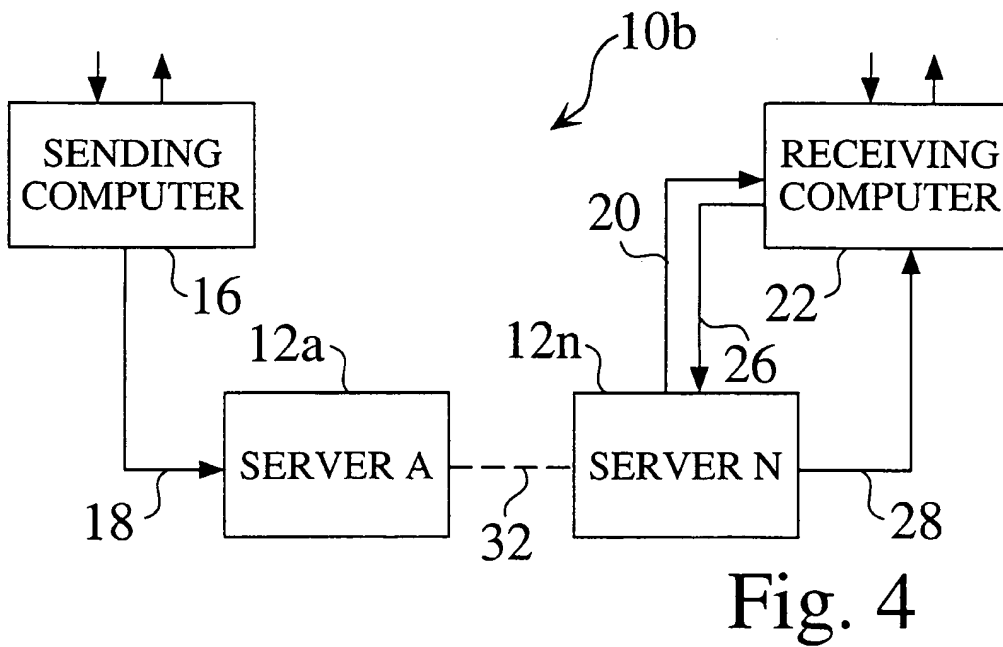 10b
SENDING
COMPUTER
RECEIVING
COMPUTER
20
16
22
12a
12n
26
SERVER A
SERVER N
18
32
28
Fig. 4